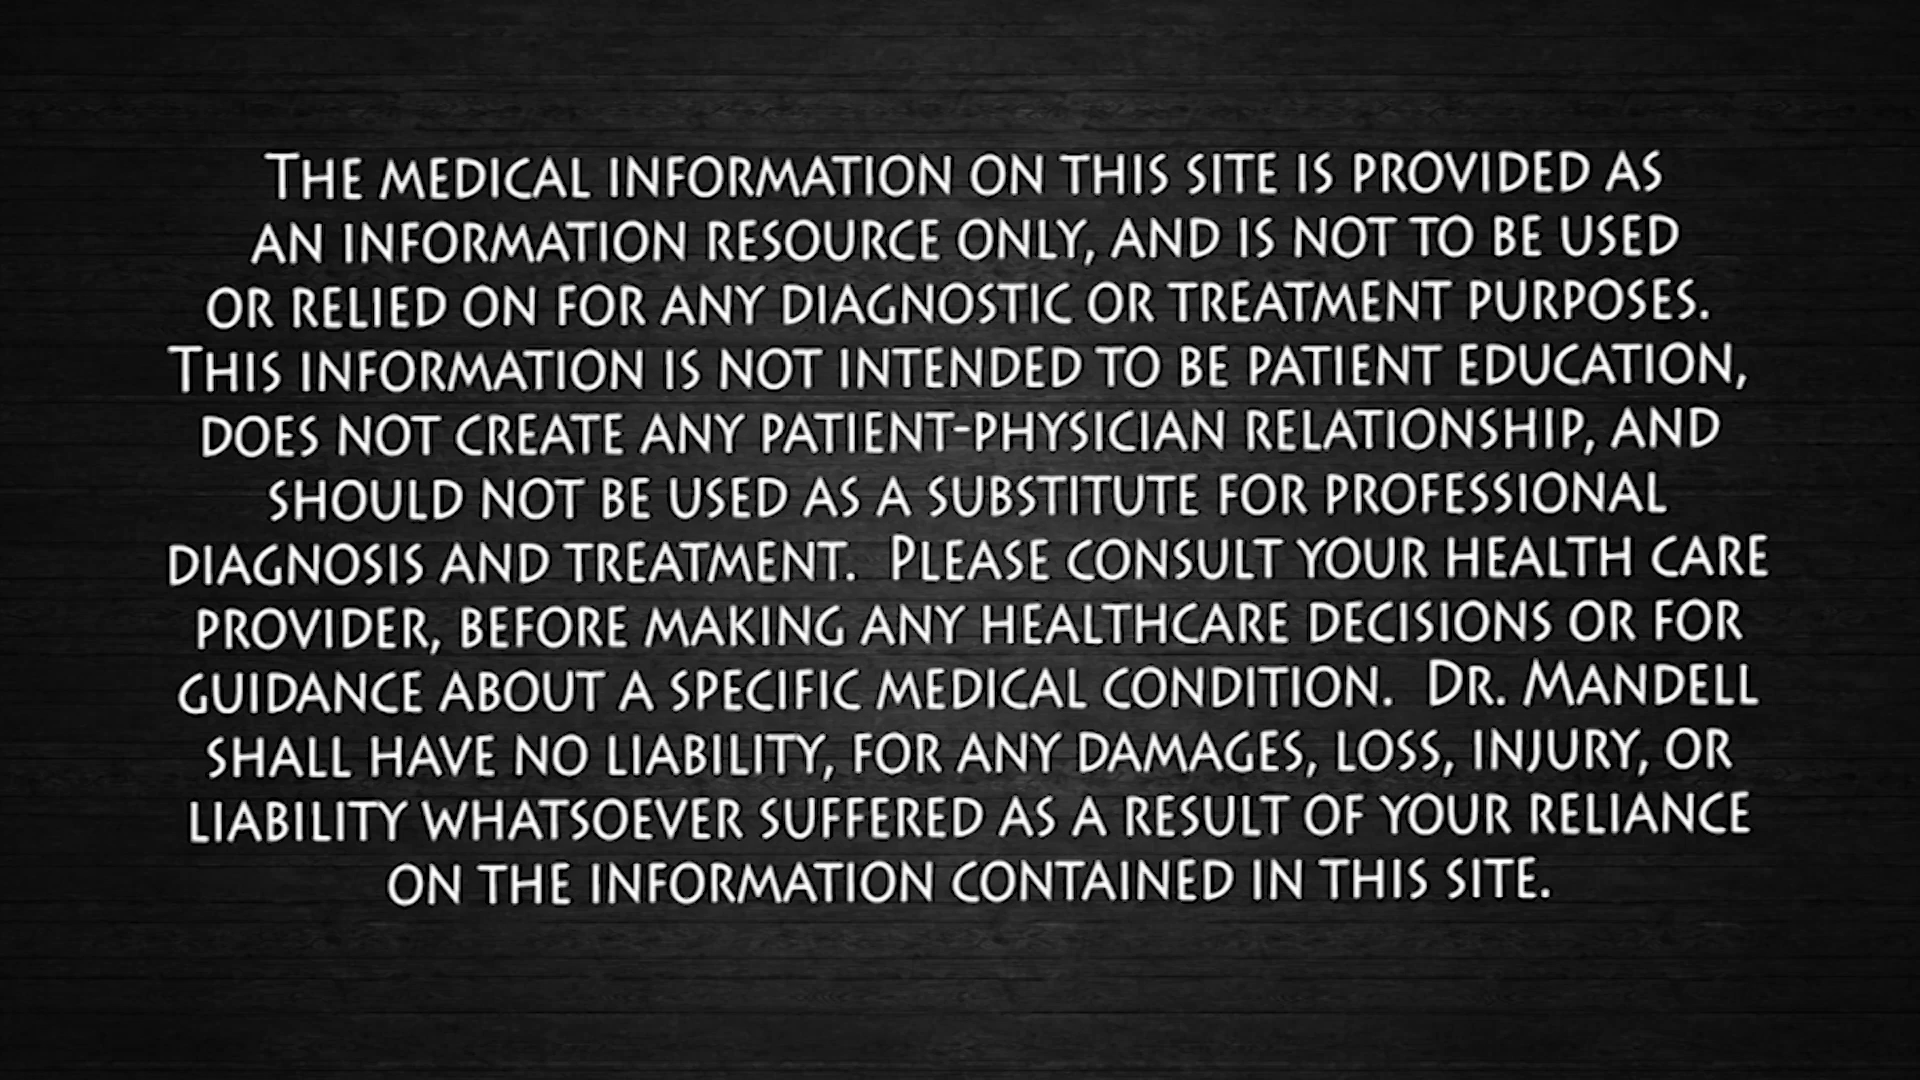 The medical information on this site is provided as
an information resource only, and is not to be used
or relied on for any diagnostic or treatment purposes.
This information is not intended to be patient education,
does not create any patient-physician relationship, and
should not be used as a substitute for professional
diagnosis and treatment.  Please consult your health care
provider, before making any healthcare decisions or for
guidance about a specific medical condition.  Dr. Mandell
shall have no liability, for any damages, loss, injury, or
liability whatsoever suffered as a result of your reliance
on the information contained in this site.